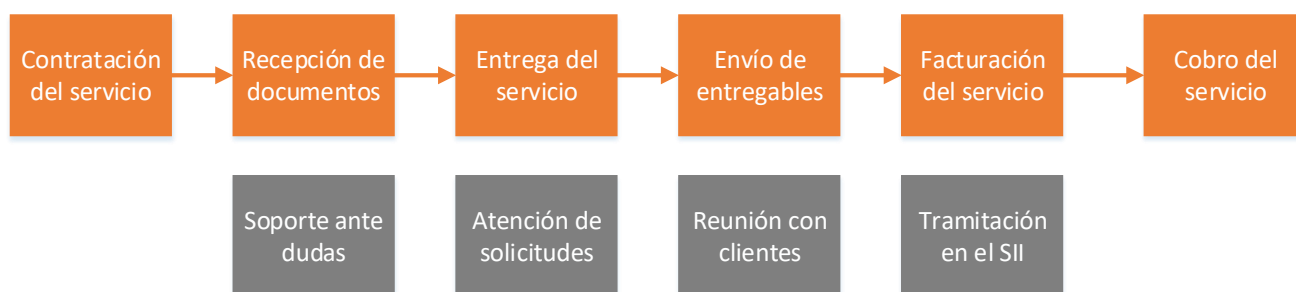 Contratación
del servicio
Recepción de
documentos
Entrega del
servicio
Envío de
entregables
Facturación
del servicio
Cobro del
servicio
Soporte ante
dudas
Atención de
solicitudes
Reunión con
clientes
Tramitación
en el SII